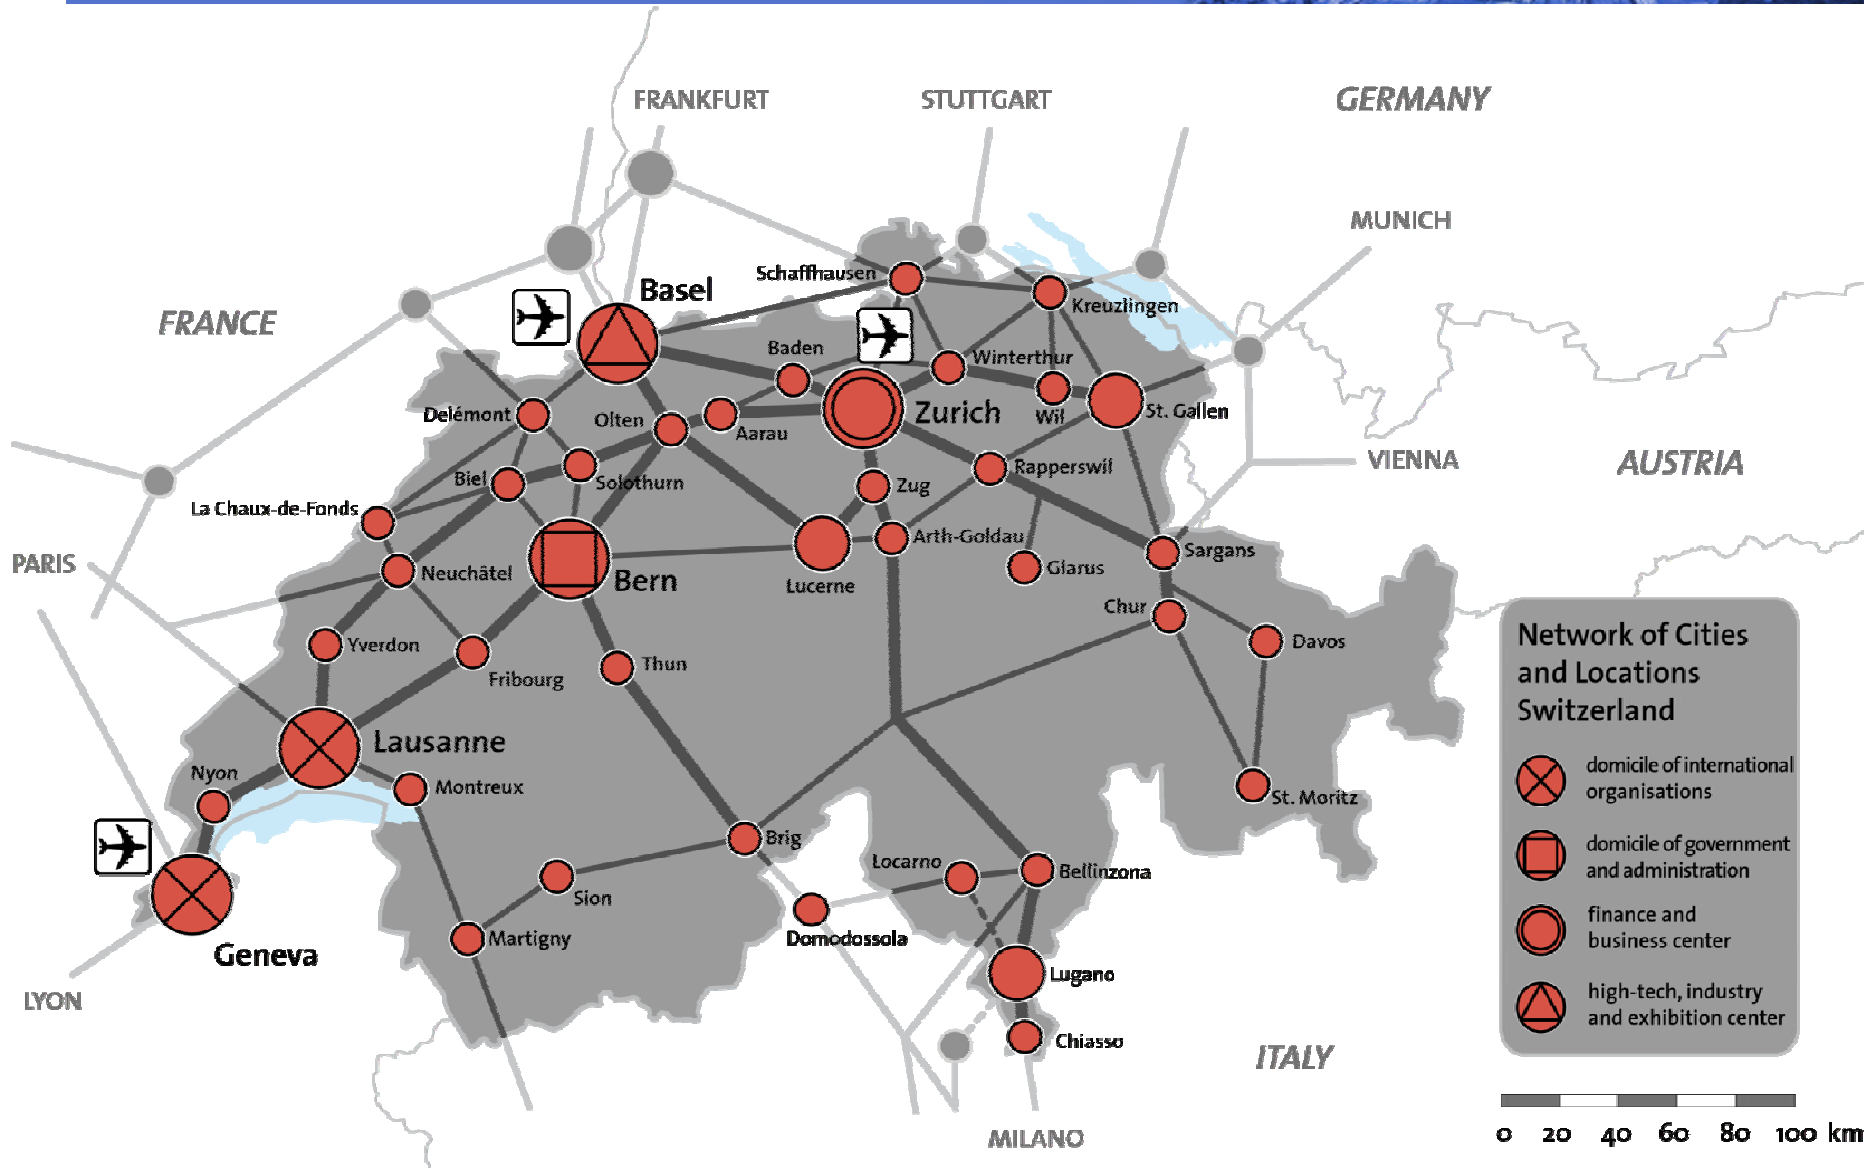 FRANKFURT
STUTTGART
GERMANY
MUNICH
Schaffhausen
Basel
Kreuzlingen
FRANCE
Baden
Winterthur
Delémont
Olten
Aarau
Zurich
Wil
St. Gallen
VIENNA
AUSTRIA
Biel
Solothurn
Rapperswil
Zug
La Chaux-de-Fonds
Arth-Goldau
Sargans
PARIS
Neuchâtel
Bern
Lucerne
Glarus
Chur
Yverdon
Fribourg
Thun
Davos
Lausanne
Nyon
Montreux
St. Moritz
Brig
Locarno
Bellinzona
Sion
Geneva
Martigny
Domodossola
Lugano
LYON
Chiasso
ITALY
MILANO
Network of Cities
and Locations
Switzerland
domicile of international
organisations
domicile of government
and administration
finance and
business center
high-tech, industry
and exhibition center
0 20 40 60 80 100 km